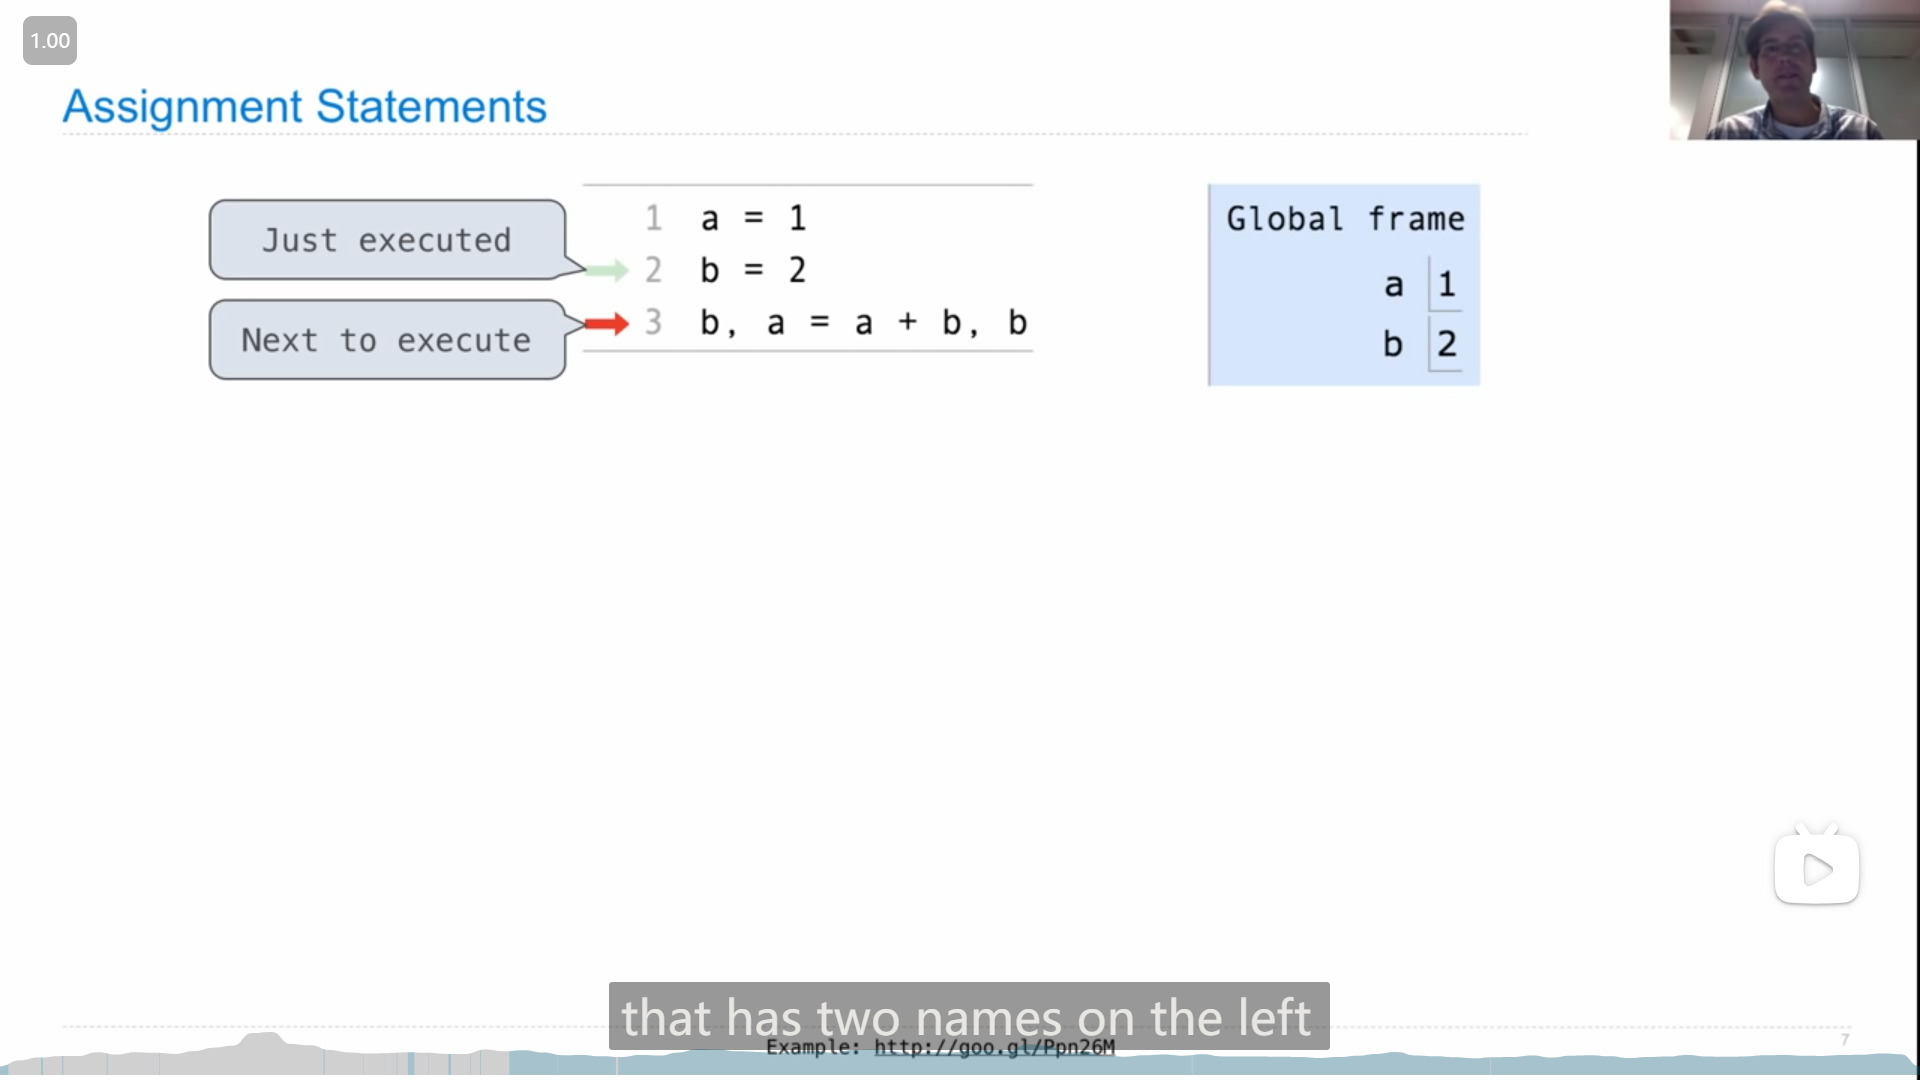 1.00
Assignment Statements
Just executed
Next to execute
1 a = 1
2 b = 2
3 b, a = a + b, b
Global frame
a 1
b 2
that has two names on the left
Example: http://goo.gl/Ppn26M
7